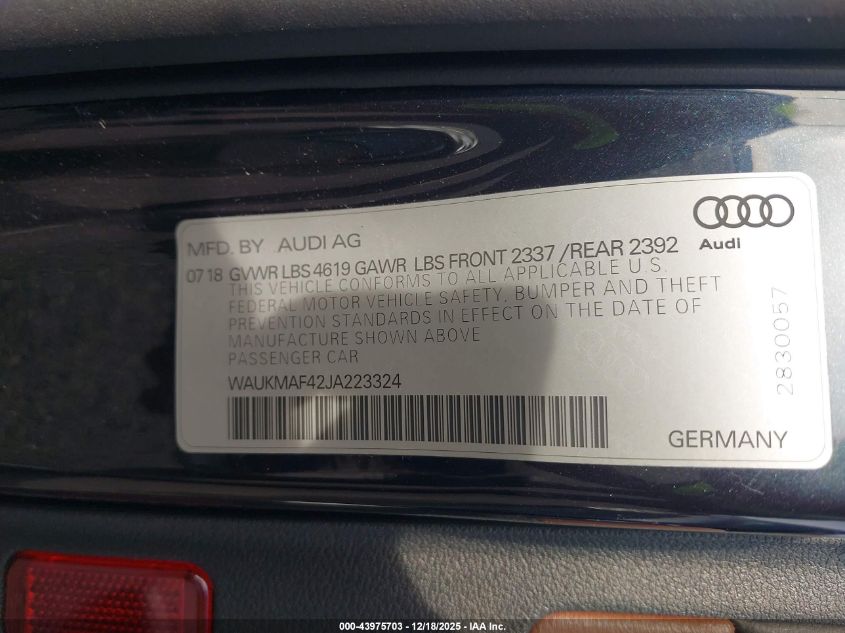 MFD. BY AUDI AG
Audi
07 18 GVWR LBS 4619 GAWR LBS FRONT 2337 /REAR 2392
THIS VEHICLE CONFORMS TO ALL APPLICABLE U.S.
FEDERAL MOTOR VEHICLE SAFETY, BUMPER AND THEFT
PREVENTION STANDARDS IN EFFECT ON THE DATE OF
MANUFACTURE SHOWN ABOVE
PASSENGER CAR
WAUKMAF42JA223324
2830057
GERMANY
000-43975703 - 12/18/2025 - IAA Inc.